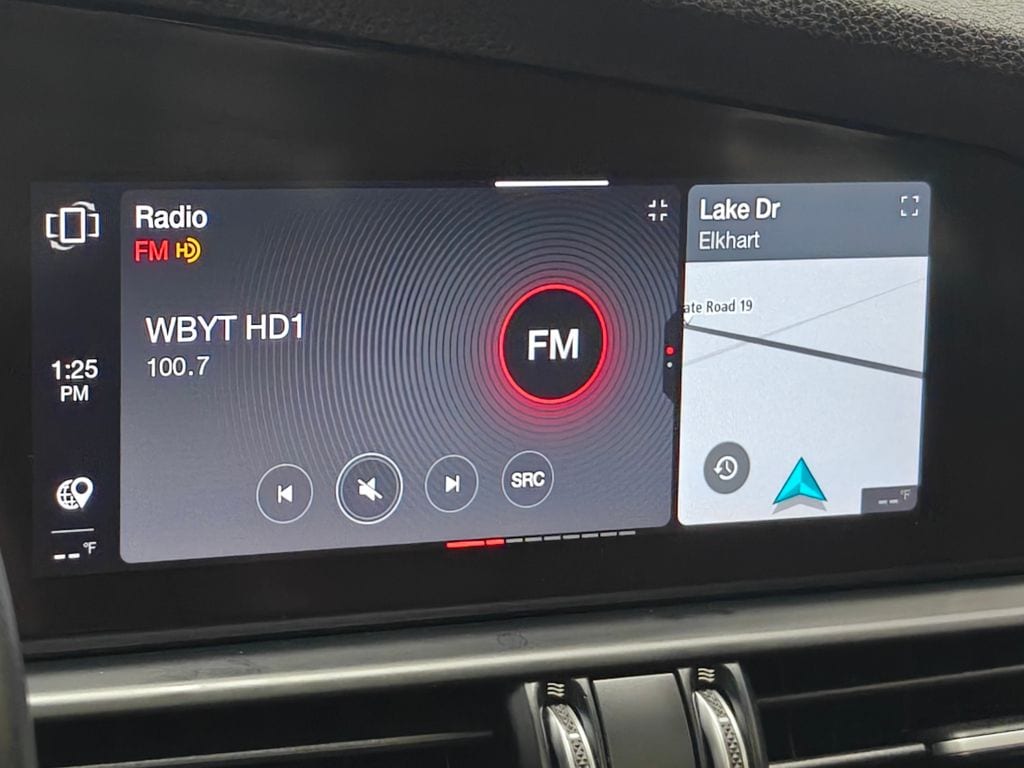 Radio
FM HD
WBYT HD1
100.7
FM
SRC
1:25
PM
-- °F
Lake Dr
Elkhart
ate Road 19
-- °F